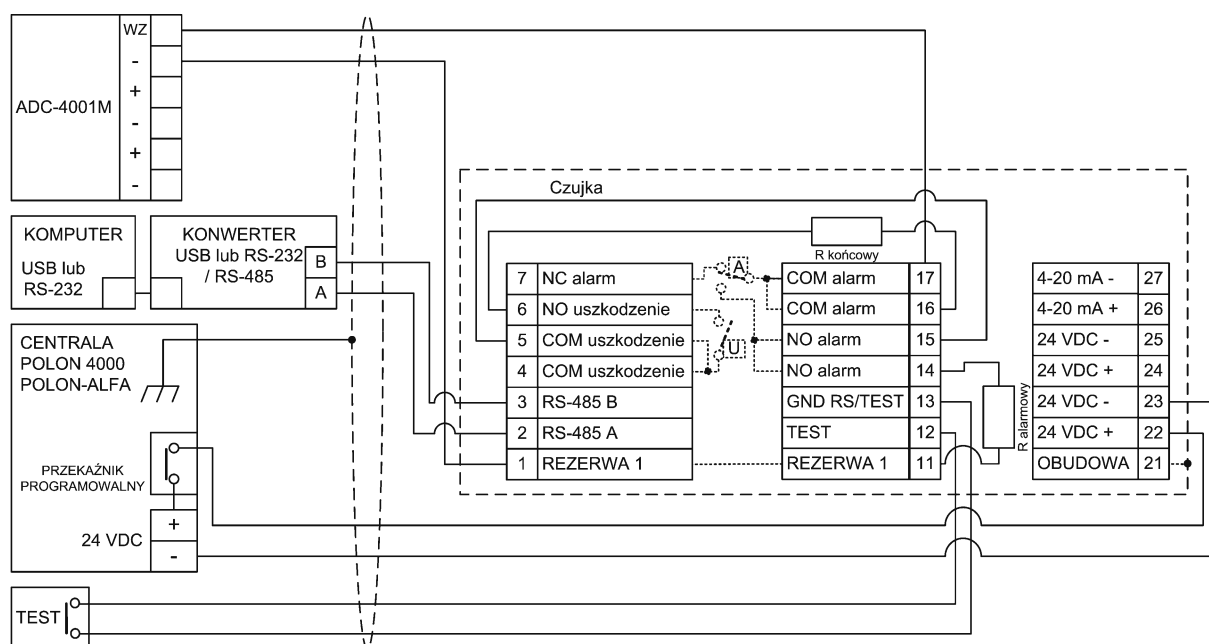 WZ
-
ADC-4001M
+
-
+
-
KOMPUTER
USB lub
RS-232
KONWERTER
USB lub RS-232
/ RS-485
B
A
CENTRALA
POLON 4000
POLON-ALFA
PRZEKAŹNIK
PROGRAMOWALNY
24 VDC
+
-
TEST
Czujka
R końcowy
7 NC alarm
6 NO uszkodzenie
5 COM uszkodzenie
4 COM uszkodzenie
3 RS-485 B
2 RS-485 A
1 REZERWA 1
A
U
COM alarm 17
COM alarm 16
NO alarm 15
NO alarm 14
GND RS/TEST 13
TEST 12
REZERWA 1 11
R alarmowy
4-20 mA - 27
4-20 mA + 26
24 VDC - 25
24 VDC + 24
24 VDC - 23
24 VDC + 22
OBUDOWA 21